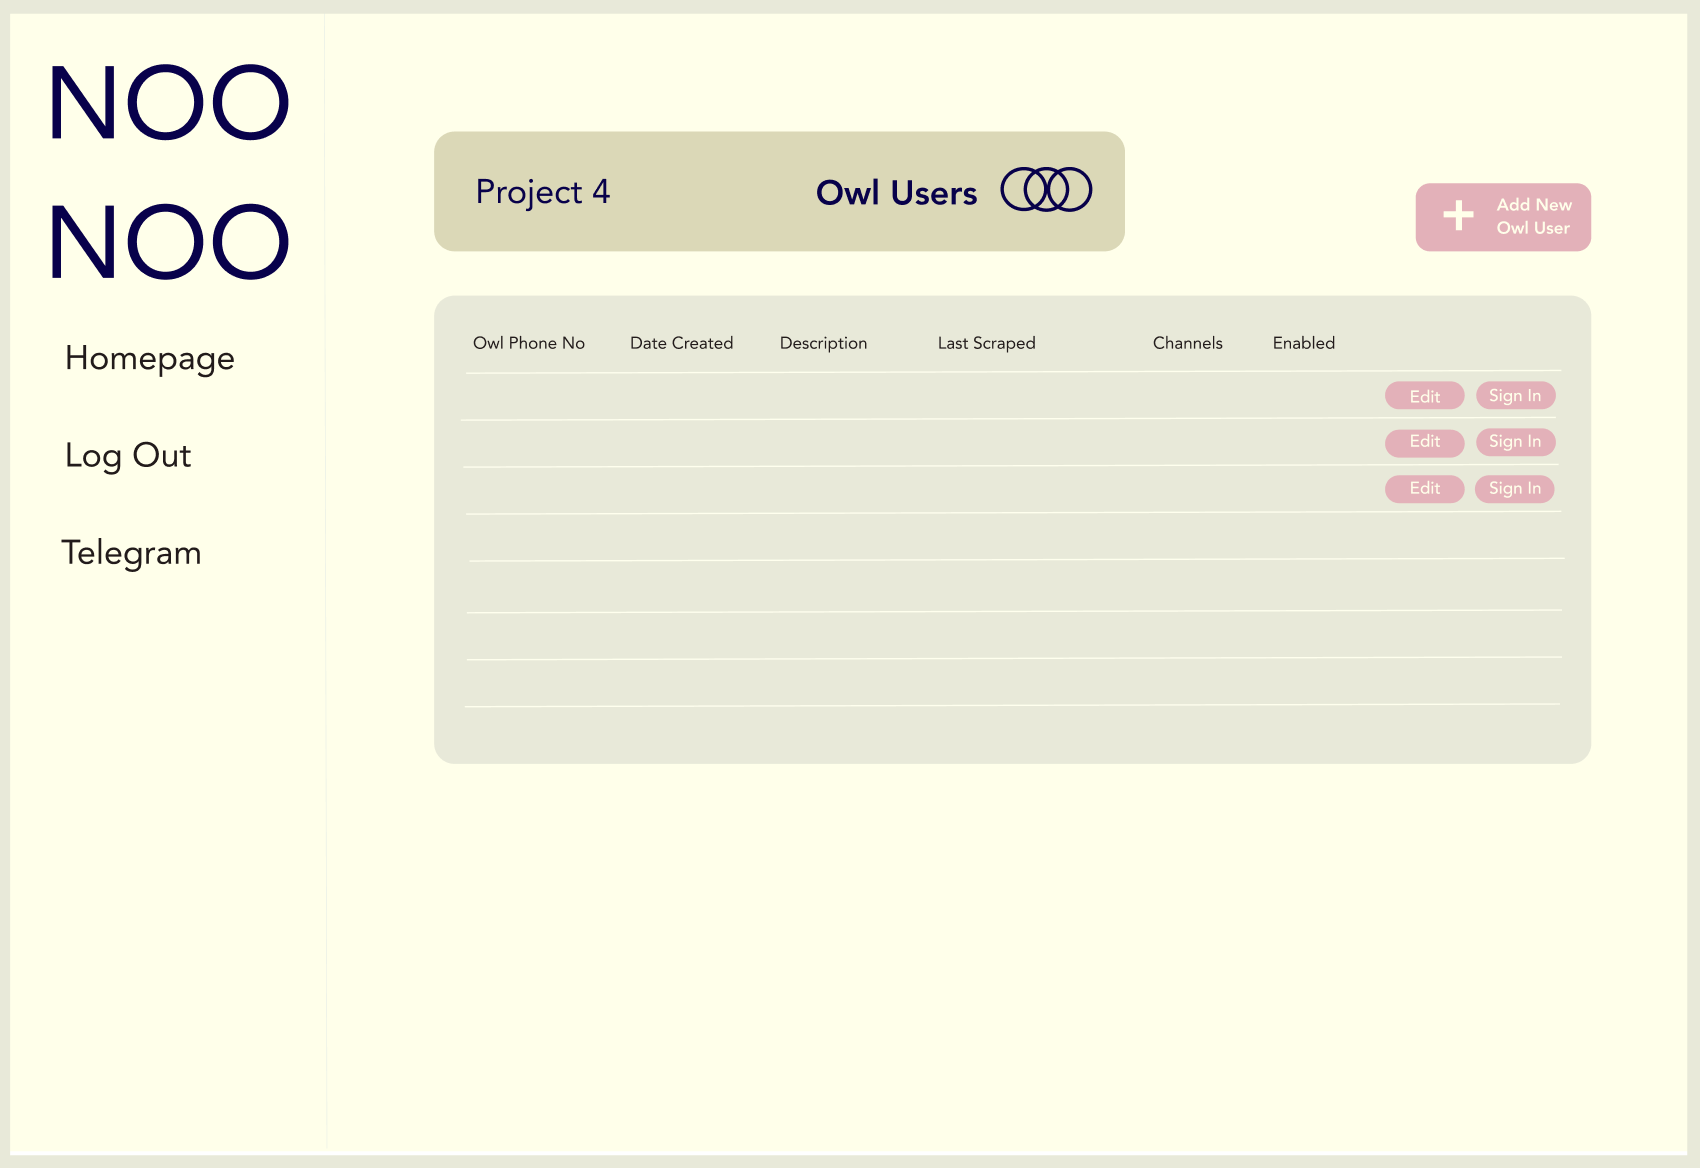 NOO
NOO
Homepage
Log Out
Telegram
Project 4
Owl Users
Add New
Owl User
Owl Phone No Date Created Description Last Scraped Channels Enabled
Edit Sign In
Edit Sign In
Edit Sign In